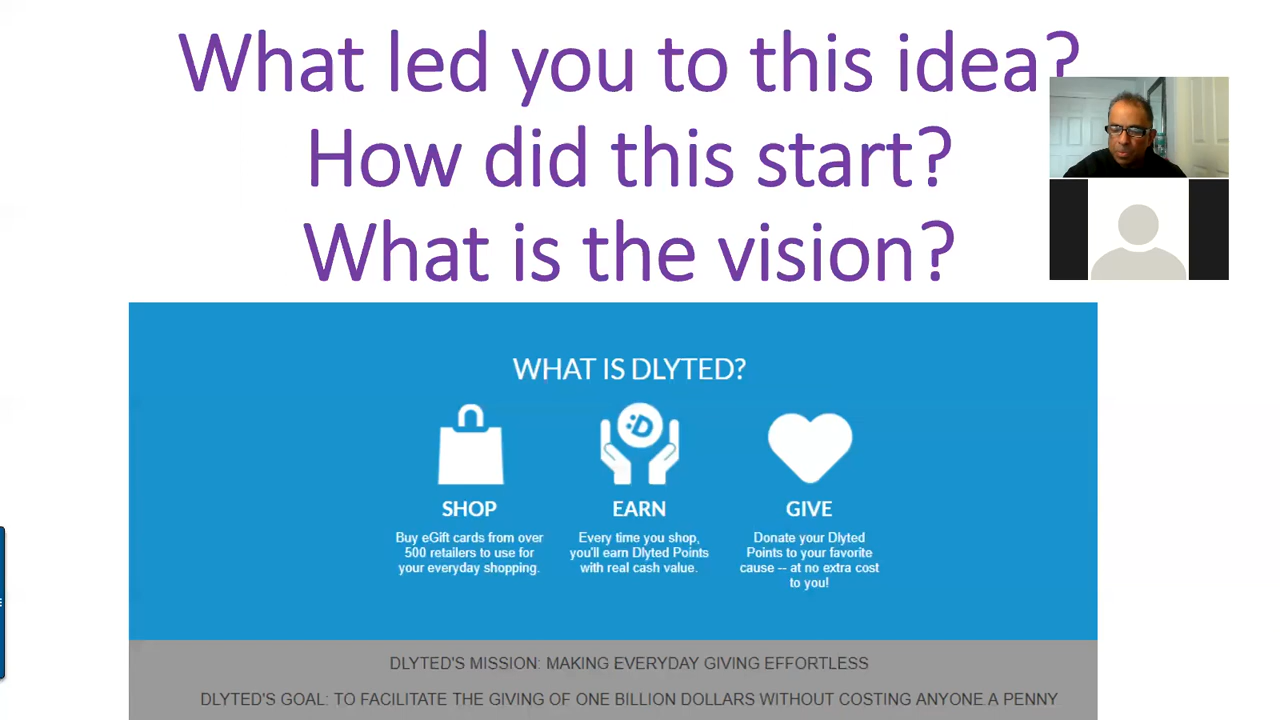 What led you to this idea?
How did this start?
What is the vision?
WHAT IS DLYTED?
:D
SHOP
Buy eGift cards from over
500 retailers to use for
your everyday shopping.
EARN
Every time you shop,
you'll earn Dlyted Points
with real cash value.
GIVE
Donate your Dlyted
Points to your favorite
cause -- at no extra cost
to you!
DLYTED'S MISSION: MAKING EVERYDAY GIVING EFFORTLESS
DLYTED'S GOAL: TO FACILITATE THE GIVING OF ONE BILLION DOLLARS WITHOUT COSTING ANYONE A PENNY